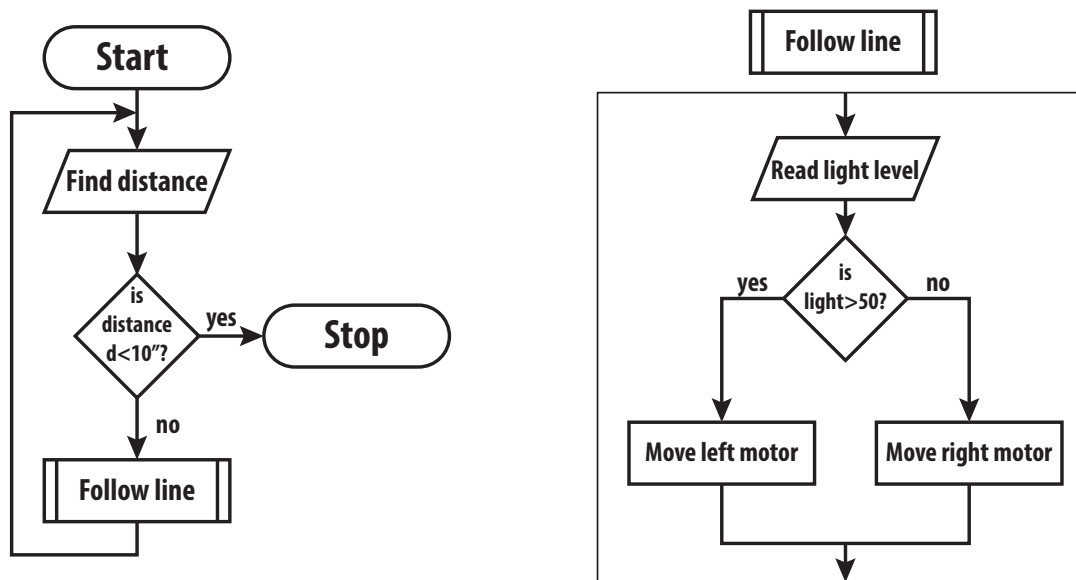 Start
Find distance
is
distance
d<10"?
yes
Stop
no
Follow line
Follow line
Read light level
is
light>50?
yes
no
Move left motor
Move right motor